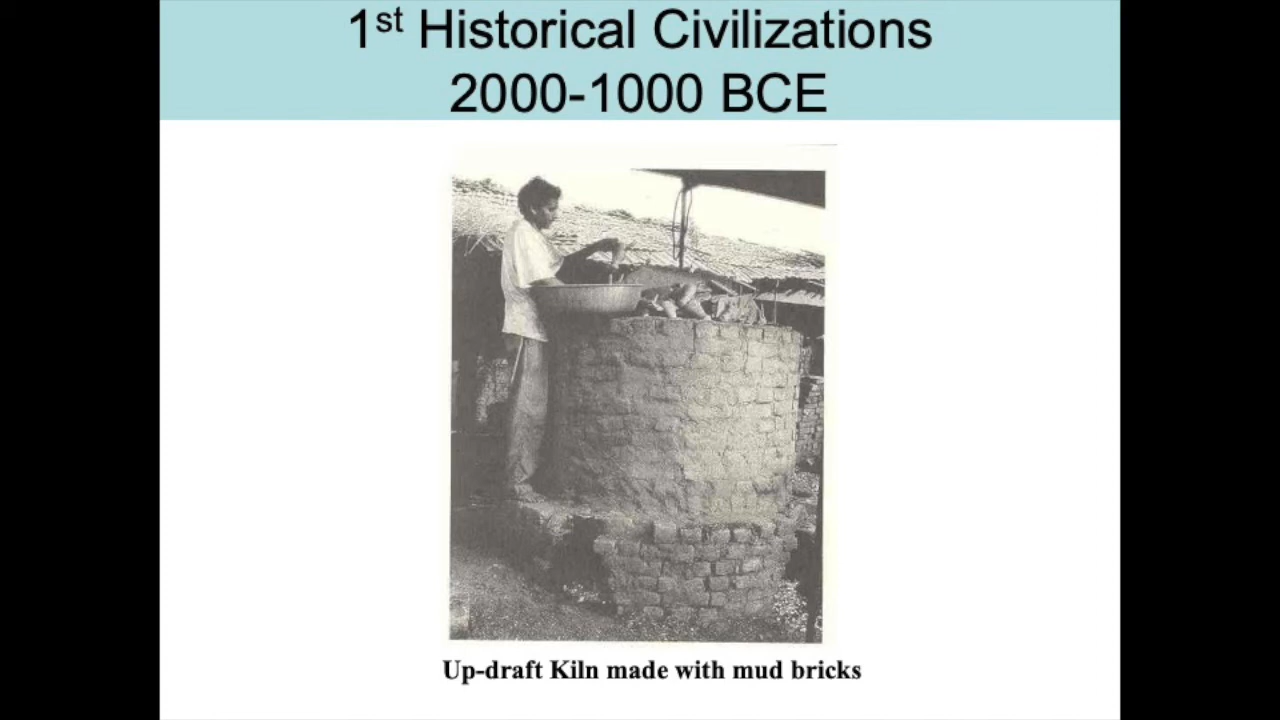 1st Historical Civilizations
2000-1000 BCE
Up-draft Kiln made with mud bricks